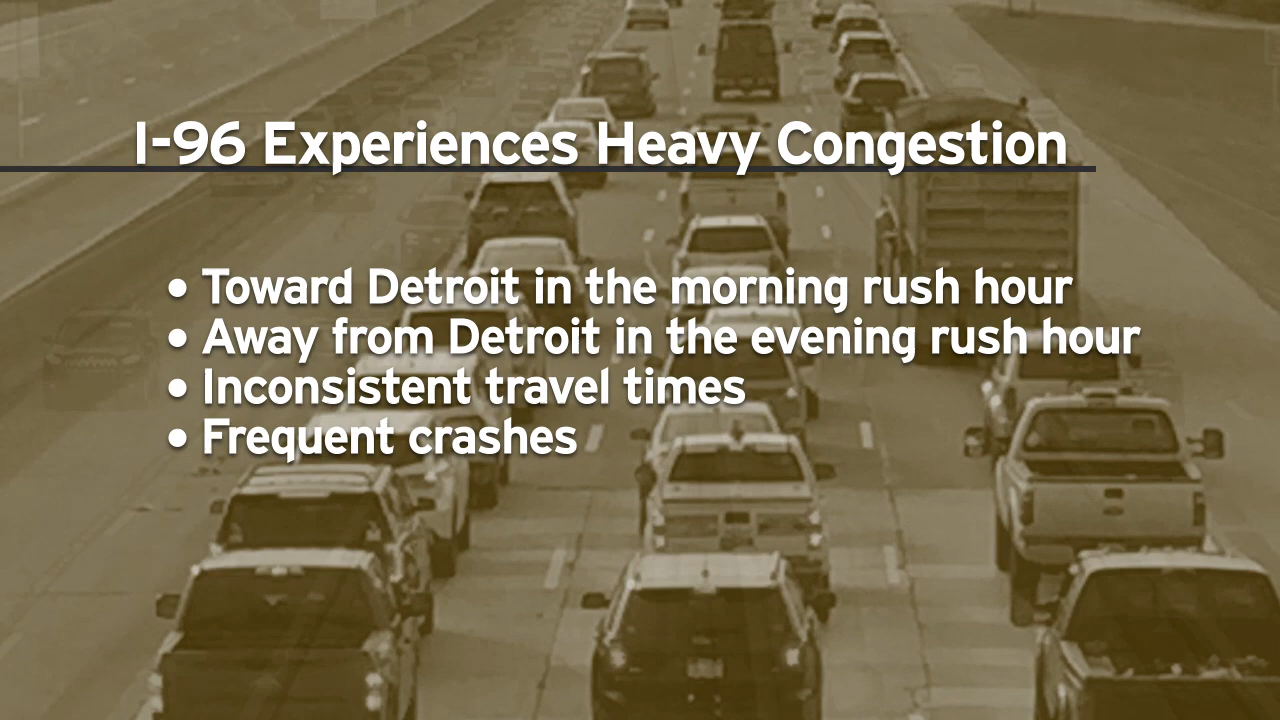 I-96 Experiences Heavy Congestion
• Toward Detroit in the morning rush hour
• Away from Detroit in the evening rush hour
• Inconsistent travel times
• Frequent crashes